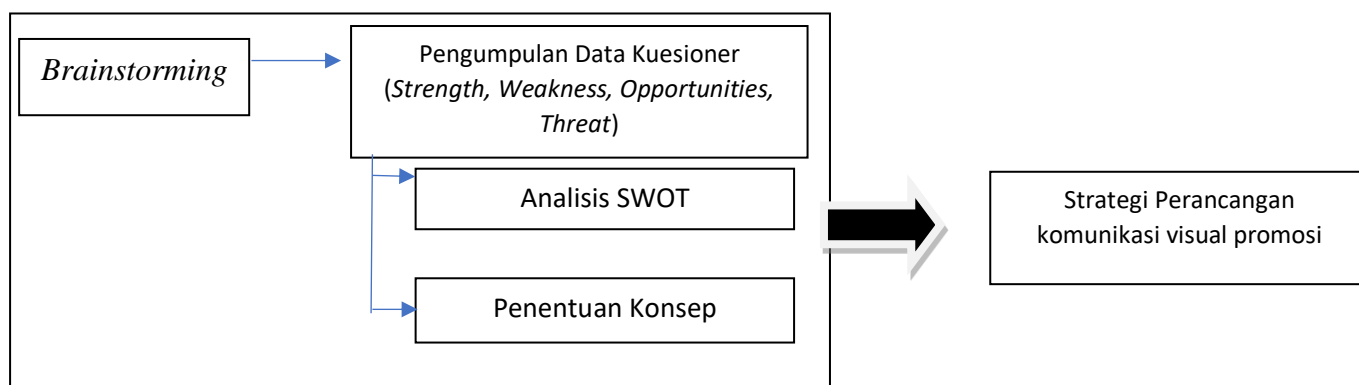 Brainstorming
Pengumpulan Data Kuesioner
(Strength, Weakness, Opportunities,
Threat)
Analisis SWOT
Penentuan Konsep
Strategi Perancangan
komunikasi visual promosi